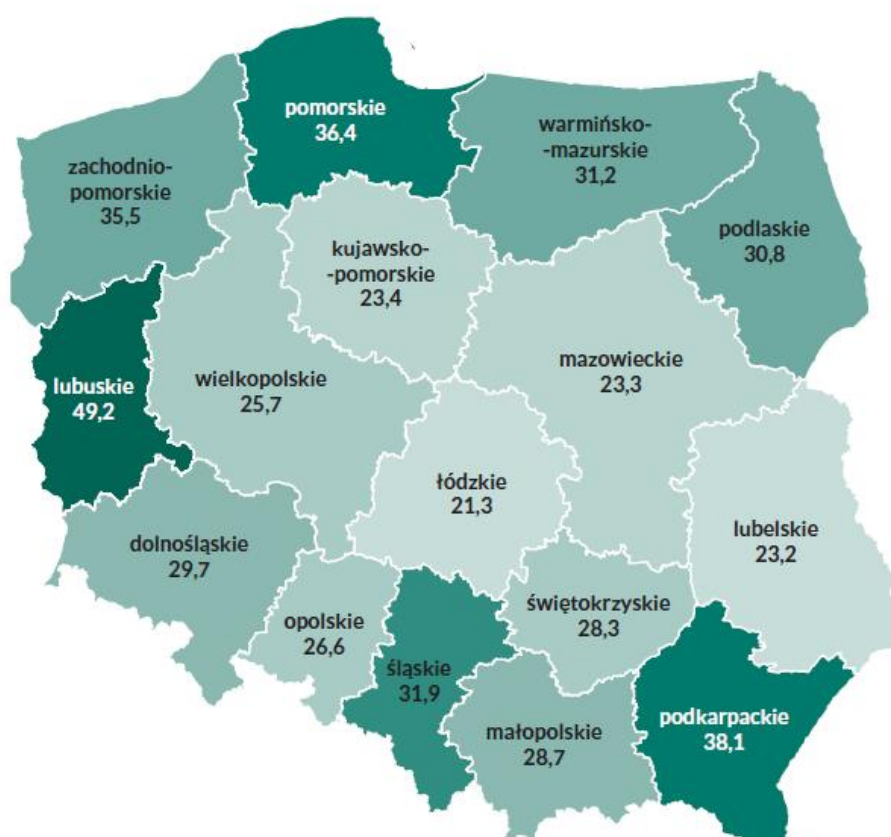 pomorskie
36,4
warmińsko-
-mazurskie
31,2
zachodnio-
pomorskie
35,5
podlaskie
30,8
kujawsko-
-pomorskie
23,4
mazowieckie
23,3
wielkopolskie
25,7
lubuskie
49,2
łódzkie
21,3
lubelskie
23,2
dolnośląskie
29,7
świętokrzyskie
28,3
opolskie
26,6
śląskie
31,9
podkarpackie
38,1
małopolskie
28,7